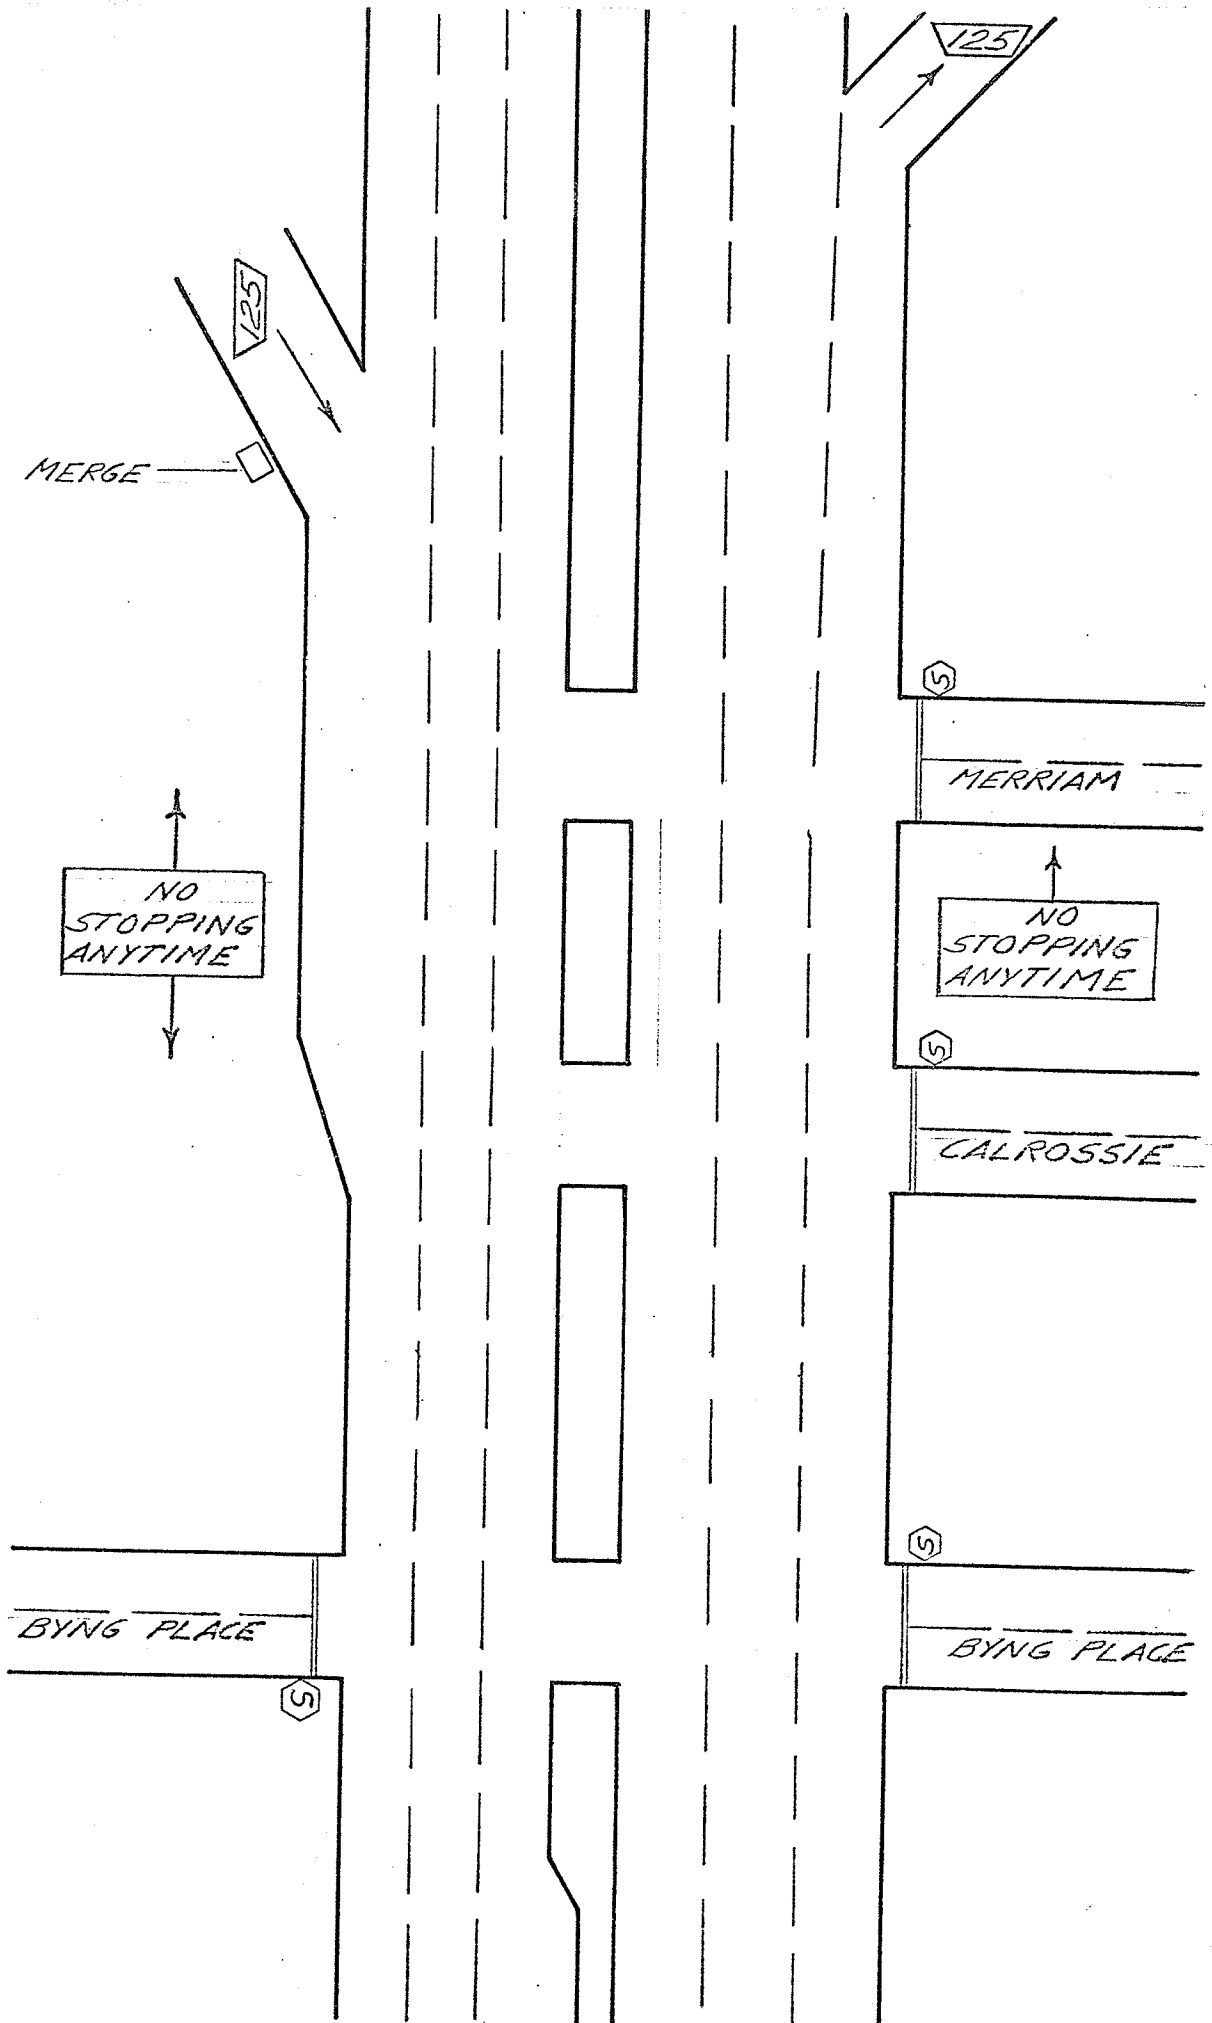 125
125
MERGE
S
MERRIAM
NO
STOPPING
ANYTIME
NO
STOPPING
ANYTIME
S
CALROSSIE
S
BYNG PLACE
BYNG PLACE
S